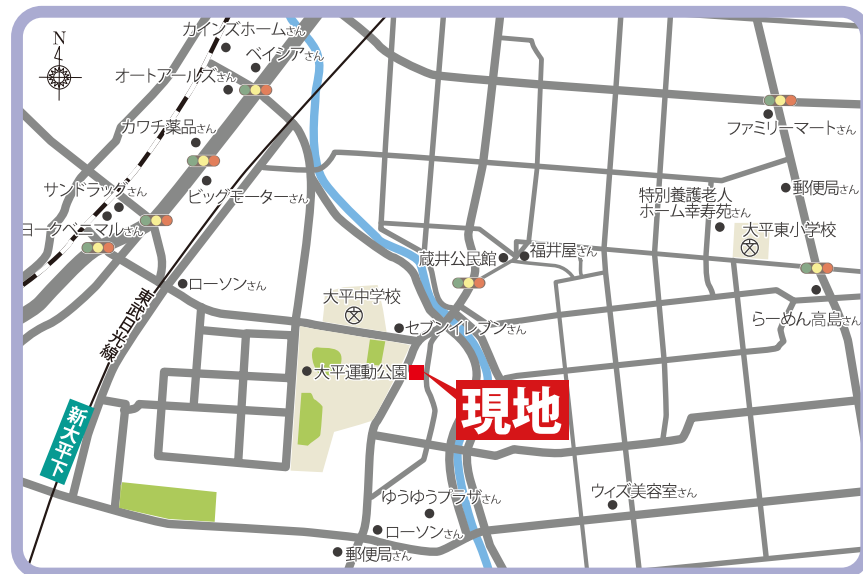 カインズホームさん
N
ベイシアさん
オートアールズさん
カワチ薬品さん
ファミリーマートさん
サンドラッグさん
ビッグモーターさん
郵便局さん
特別養護老人
ホーム幸寿苑さん
ヨークベニマルさん
大平東小学校
蔵井公民館
福井屋さん
ローソンさん
大平中学校
東武日光線
セブンイレブンさん
らーめん高島さん
大平運動公園
現地
新大平下
ゆうゆうプラザさん
ウィズ美容室さん
ローソンさん
郵便局さん